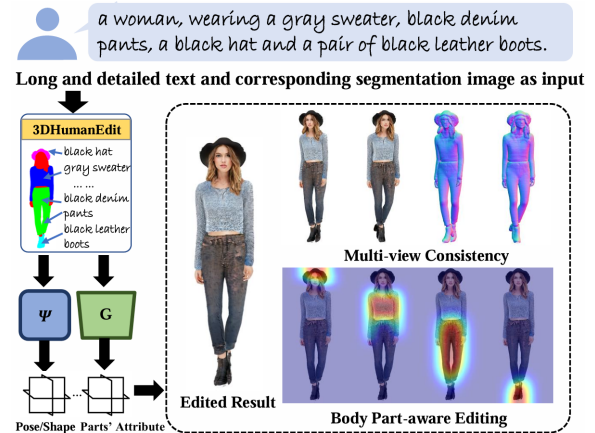 a woman, wearing a gray sweater, black denim
pants, a black hat and a pair of black leather boots.
Long and detailed text and corresponding segmentation image as input
3DHumanEdit
black hat
gray sweater
... ...
black denim
pants
black leather
boots
Ψ
G
...
Pose/Shape
Parts' Attribute
Edited Result
Multi-view Consistency
Body Part-aware Editing